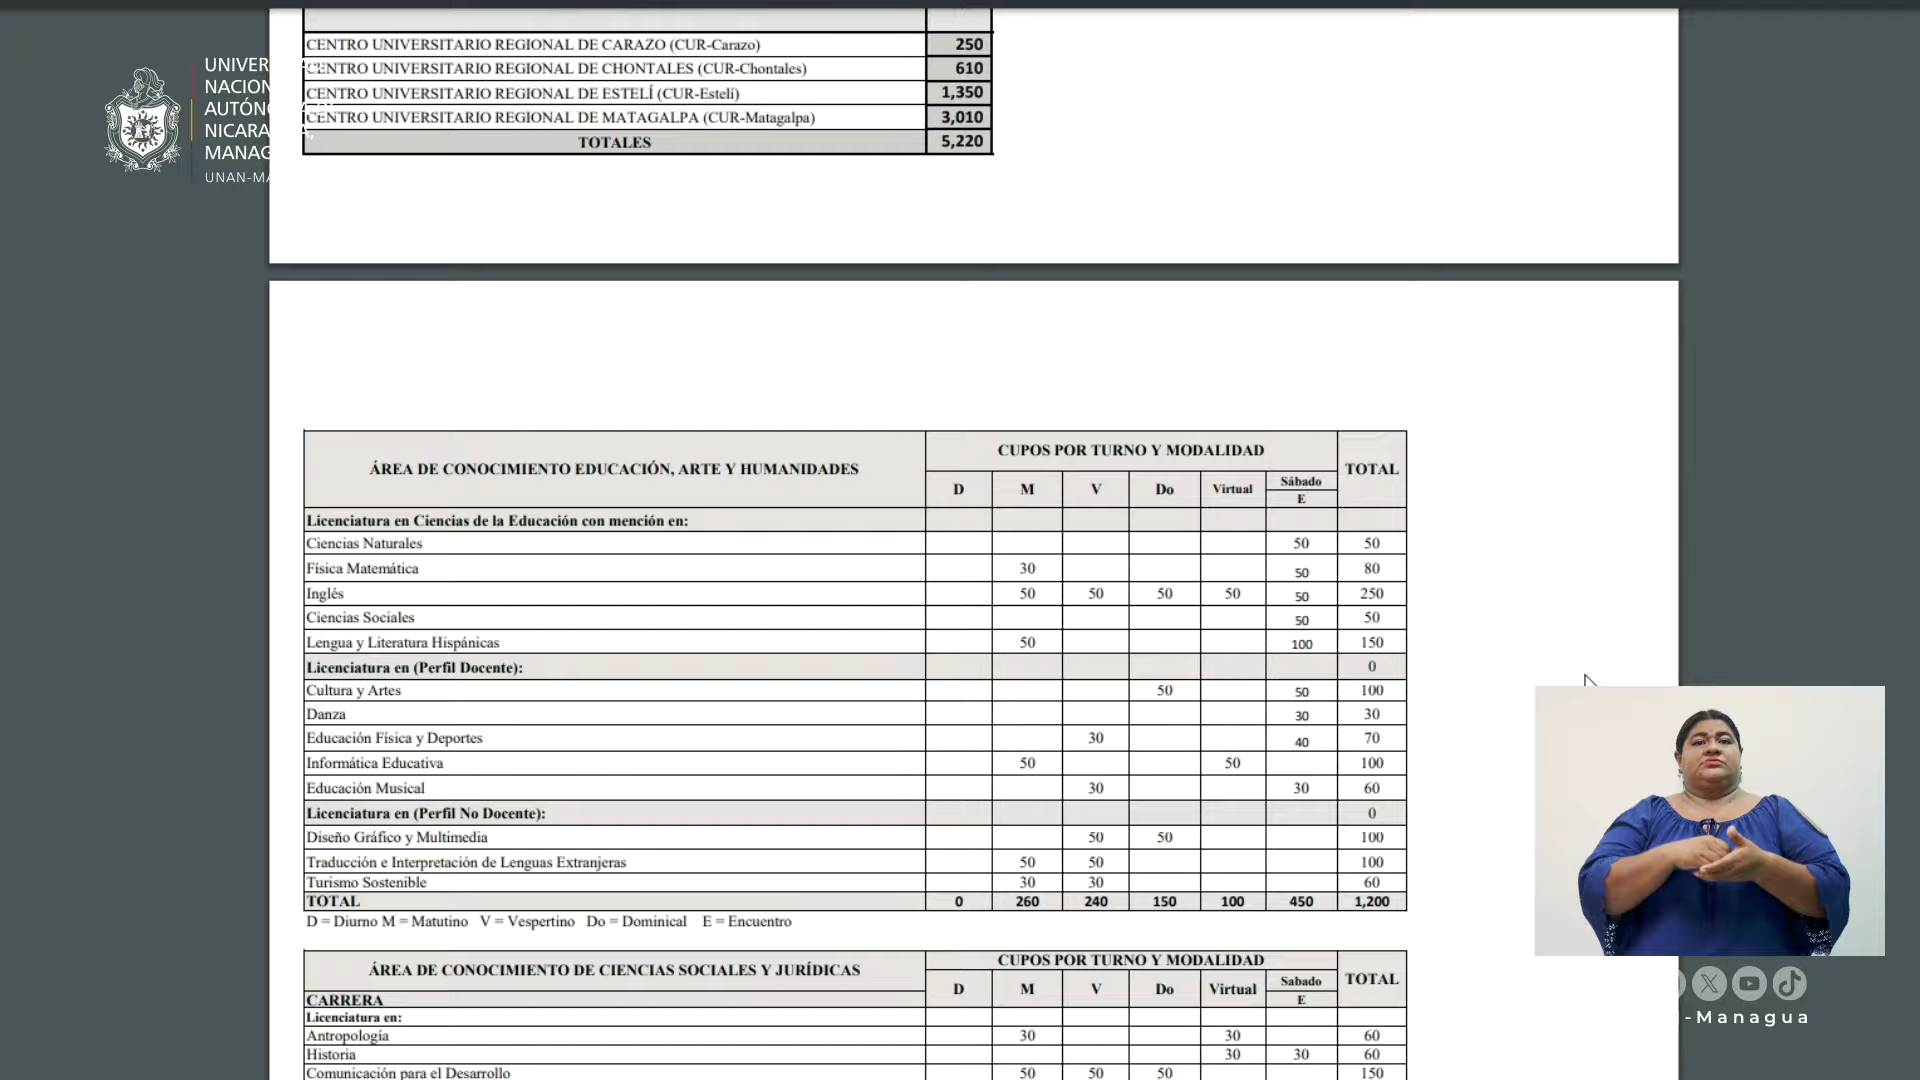 CENTRO UNIVERSITARIO REGIONAL DE CARAZO (CUR-Carazo) 250
CENTRO UNIVERSITARIO REGIONAL DE CHONTALES (CUR-Chontales) 610
CENTRO UNIVERSITARIO REGIONAL DE ESTELÍ (CUR-Estelí) 1,350
CENTRO UNIVERSITARIO REGIONAL DE MATAGALPA (CUR-Matagalpa) 3,010
TOTALES 5,220
ÁREA DE CONOCIMIENTO EDUCACIÓN, ARTE Y HUMANIDADES
CUPOS POR TURNO Y MODALIDAD
TOTAL
D M V Do Virtual Sábado
E
Licenciatura en Ciencias de la Educación con mención en:
Ciencias Naturales 50 50
Física Matemática 30 50 80
Inglés 50 50 50 50 50 250
Ciencias Sociales 50 50
Lengua y Literatura Hispánicas 50 100 150
Licenciatura en (Perfil Docente): 0
Cultura y Artes 50 50 100
Danza 30 30
Educación Física y Deportes 30 40 70
Informática Educativa 50 50 100
Educación Musical 30 30 60
Licenciatura en (Perfil No Docente): 0
Diseño Gráfico y Multimedia 50 50 100
Traducción e Interpretación de Lenguas Extranjeras 50 50 100
Turismo Sostenible 30 30 60
TOTAL 0 260 240 150 100 450 1,200
D = Diurno M = Matutino V = Vespertino Do = Dominical E = Encuentro
ÁREA DE CONOCIMIENTO DE CIENCIAS SOCIALES Y JURÍDICAS
CUPOS POR TURNO Y MODALIDAD
TOTAL
D M V Do Virtual Sabado
E
CARRERA
Licenciatura en:
Antropología 30 30 60
Historia 30 30 60
Comunicación para el Desarrollo 50 50 50 150
-Managua